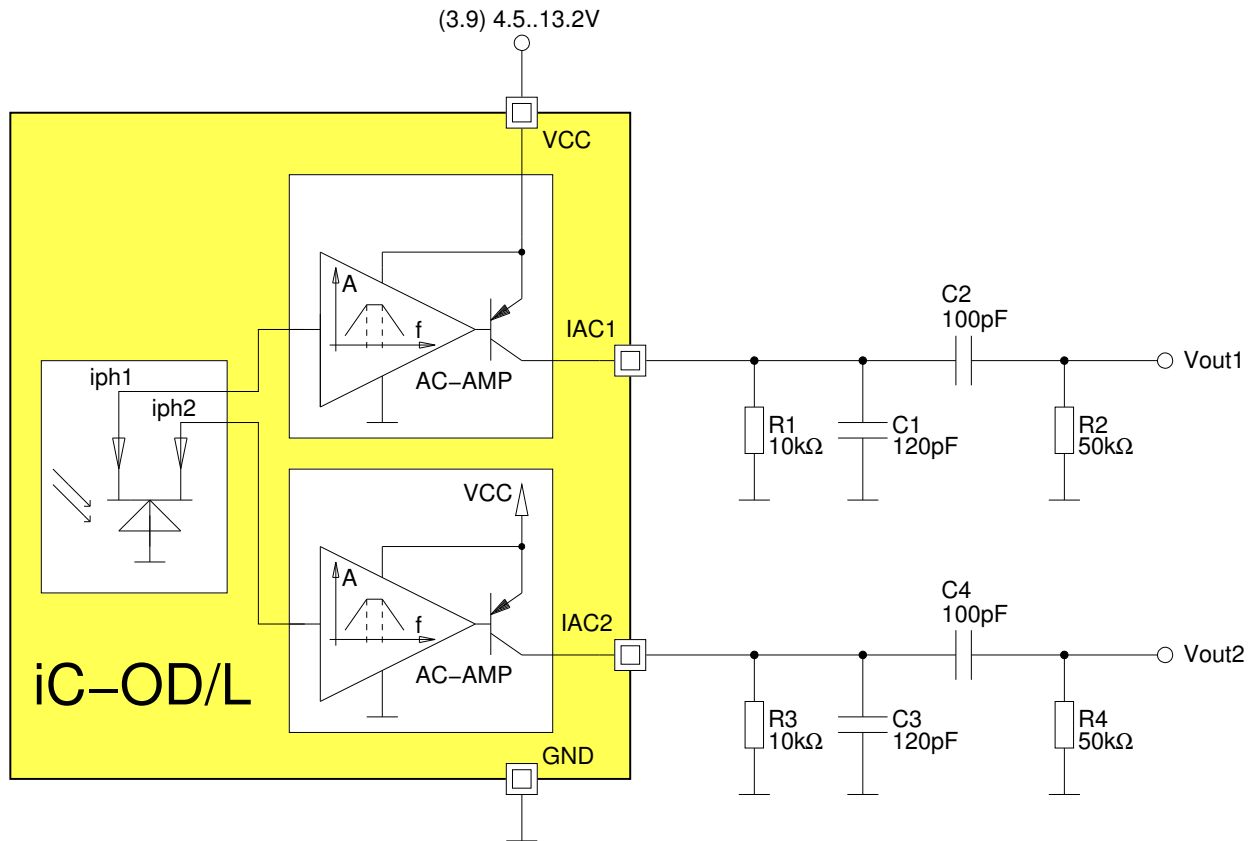 (3.9) 4.5..13.2V
VCC
A
f
AC−AMP
IAC1
iph1
iph2
C2
100pF
Vout1
R1
10kΩ
C1
120pF
R2
50kΩ
VCC
A
f
AC−AMP
IAC2
C4
100pF
Vout2
R3
10kΩ
C3
120pF
R4
50kΩ
iC−OD/L
GND